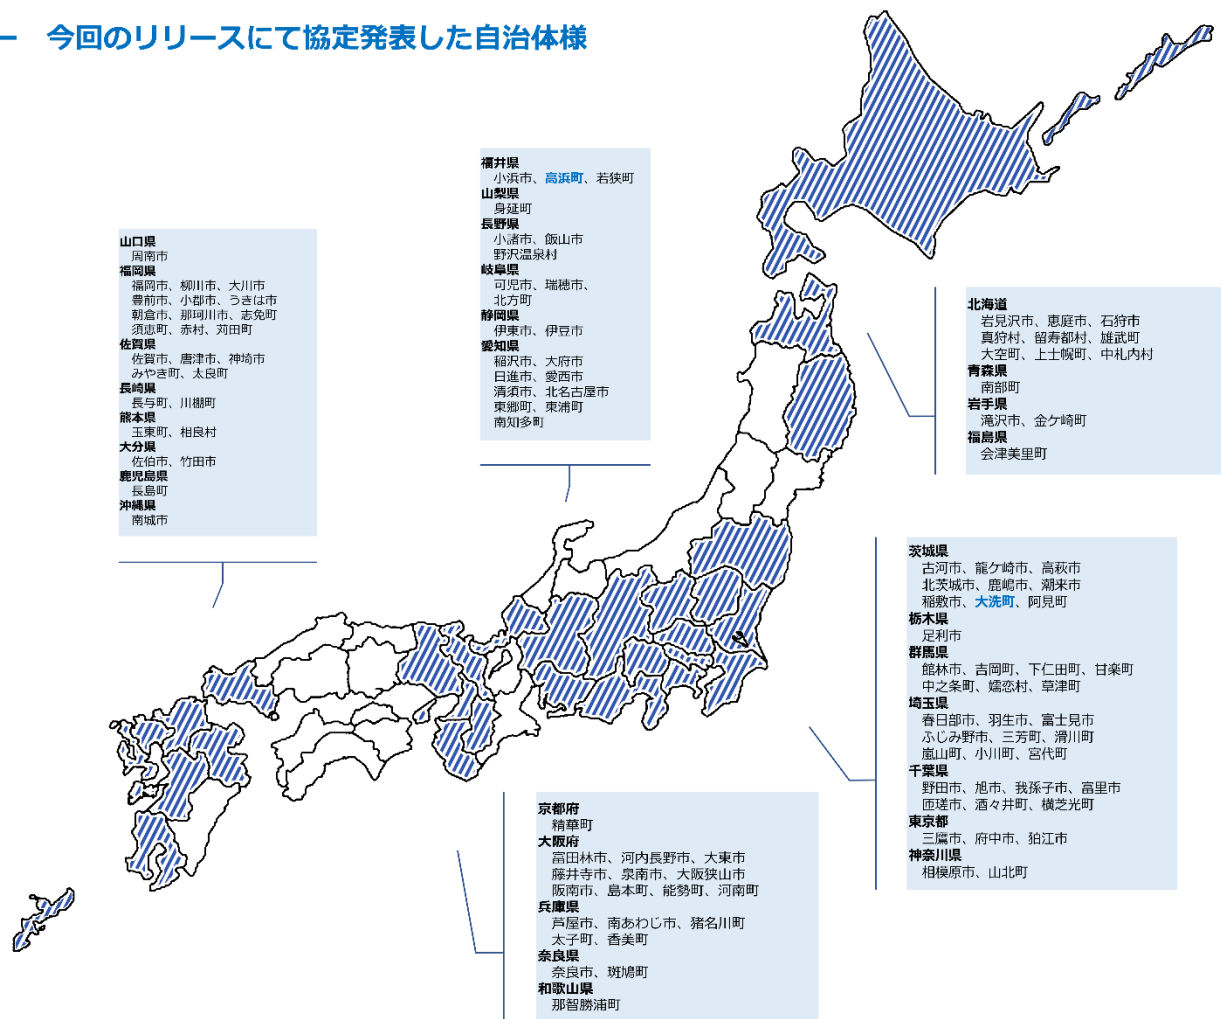 ー　今回のリリースにて協定発表した自治体様
山口県
周南市
福岡県
福岡市、柳川市、大川市
豊前市、小郡市、うきは市
朝倉市、那珂川市、志免町
須恵町、赤村、苅田町
佐賀県
佐賀市、唐津市、神埼市
みやき町、太良町
長崎県
長与町、川棚町
熊本県
玉東町、相良村
大分県
佐伯市、竹田市
鹿児島県
長島町
沖縄県
南城市
福井県
小浜市、高浜町、若狭町
山梨県
身延町
長野県
小諸市、飯山市
野沢温泉村
岐阜県
可児市、瑞穂市、
北方町
静岡県
伊東市、伊豆市
愛知県
稲沢市、大府市
日進市、愛西市
清須市、北名古屋市
東郷町、東浦町
南知多町
北海道
岩見沢市、恵庭市、石狩市
真狩村、留寿都村、雄武町
大空町、上士幌町、中札内村
青森県
南部町
岩手県
滝沢市、金ケ崎町
福島県
会津美里町
茨城県
古河市、龍ケ崎市、高萩市
北茨城市、鹿嶋市、潮来市
稲敷市、大洗町、阿見町
栃木県
足利市
群馬県
館林市、吉岡町、下仁田町、甘楽町
中之条町、嬬恋村、草津町
埼玉県
春日部市、羽生市、富士見市
ふじみ野市、三芳町、滑川町
嵐山町、小川町、宮代町
千葉県
野田市、旭市、我孫子市、富里市
匝瑳市、酒々井町、横芝光町
東京都
三鷹市、府中市、狛江市
神奈川県
相模原市、山北町
京都府
精華町
大阪府
富田林市、河内長野市、大東市
藤井寺市、泉南市、大阪狭山市
阪南市、島本町、能勢町、河南町
兵庫県
芦屋市、南あわじ市、猪名川町
太子町、香美町
奈良県
奈良市、斑鳩町
和歌山県
那智勝浦町